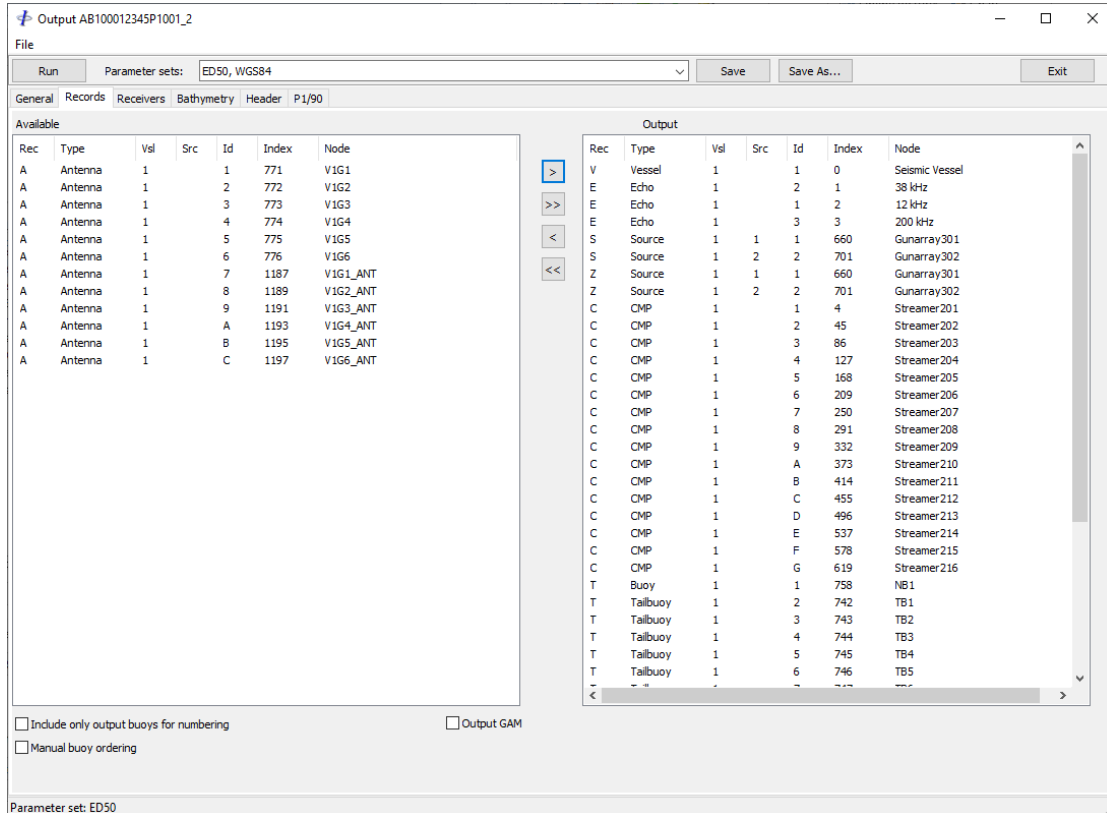 Output AB100012345P1001_2
File
Run Parameter sets: ED50, WGS84 Save Save As... Exit
General Records Receivers Bathymetry Header P1/90
Available
Rec Type Vsl Src Id Index Node
A Antenna 1 1 771 V1G1
A Antenna 1 2 772 V1G2
A Antenna 1 3 773 V1G3
A Antenna 1 4 774 V1G4
A Antenna 1 5 775 V1G5
A Antenna 1 6 776 V1G6
A Antenna 1 7 1187 V1G1_ANT
A Antenna 1 8 1189 V1G2_ANT
A Antenna 1 9 1191 V1G3_ANT
A Antenna 1 A 1193 V1G4_ANT
A Antenna 1 B 1195 V1G5_ANT
A Antenna 1 C 1197 V1G6_ANT
>
>>
<
<<
Output
Rec Type Vsl Src Id Index Node
V Vessel 1 1 0 Seismic Vessel
E Echo 1 2 1 38 kHz
E Echo 1 1 2 12 kHz
E Echo 1 3 3 200 kHz
S Source 1 1 1 660 Gunarray301
S Source 1 2 2 701 Gunarray302
Z Source 1 1 1 660 Gunarray301
Z Source 1 2 2 701 Gunarray302
C CMP 1 1 4 Streamer201
C CMP 1 2 45 Streamer202
C CMP 1 3 86 Streamer203
C CMP 1 4 127 Streamer204
C CMP 1 5 168 Streamer205
C CMP 1 6 209 Streamer206
C CMP 1 7 250 Streamer207
C CMP 1 8 291 Streamer208
C CMP 1 9 332 Streamer209
C CMP 1 A 373 Streamer210
C CMP 1 B 414 Streamer211
C CMP 1 C 455 Streamer212
C CMP 1 D 496 Streamer213
C CMP 1 E 537 Streamer214
C CMP 1 F 578 Streamer215
C CMP 1 G 619 Streamer216
T Buoy 1 1 758 NB1
T Tailbuoy 1 2 742 TB1
T Tailbuoy 1 3 743 TB2
T Tailbuoy 1 4 744 TB3
T Tailbuoy 1 5 745 TB4
T Tailbuoy 1 6 746 TB5
Include only output buoys for numbering Output GAM
Manual buoy ordering
Parameter set: ED50